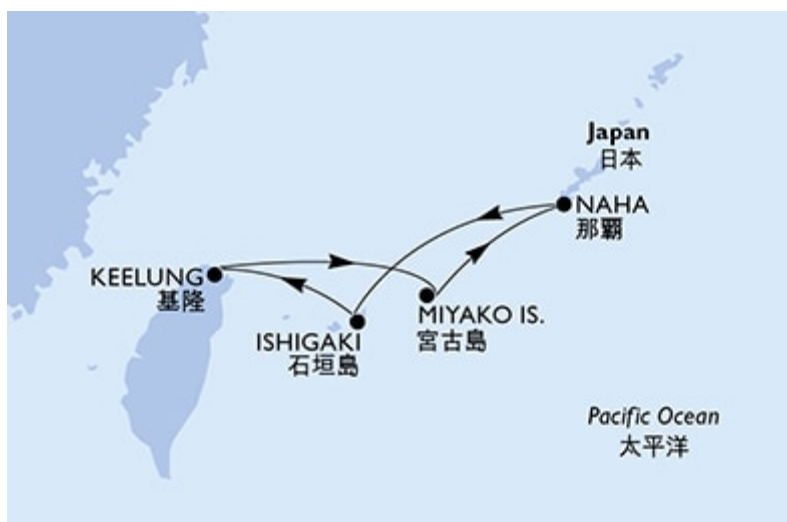 Japan
日本
NAHA
那覇
KEELUNG
基隆
MIYAKO IS.
宮古島
ISHIGAKI
石垣島
Pacific Ocean
太平洋